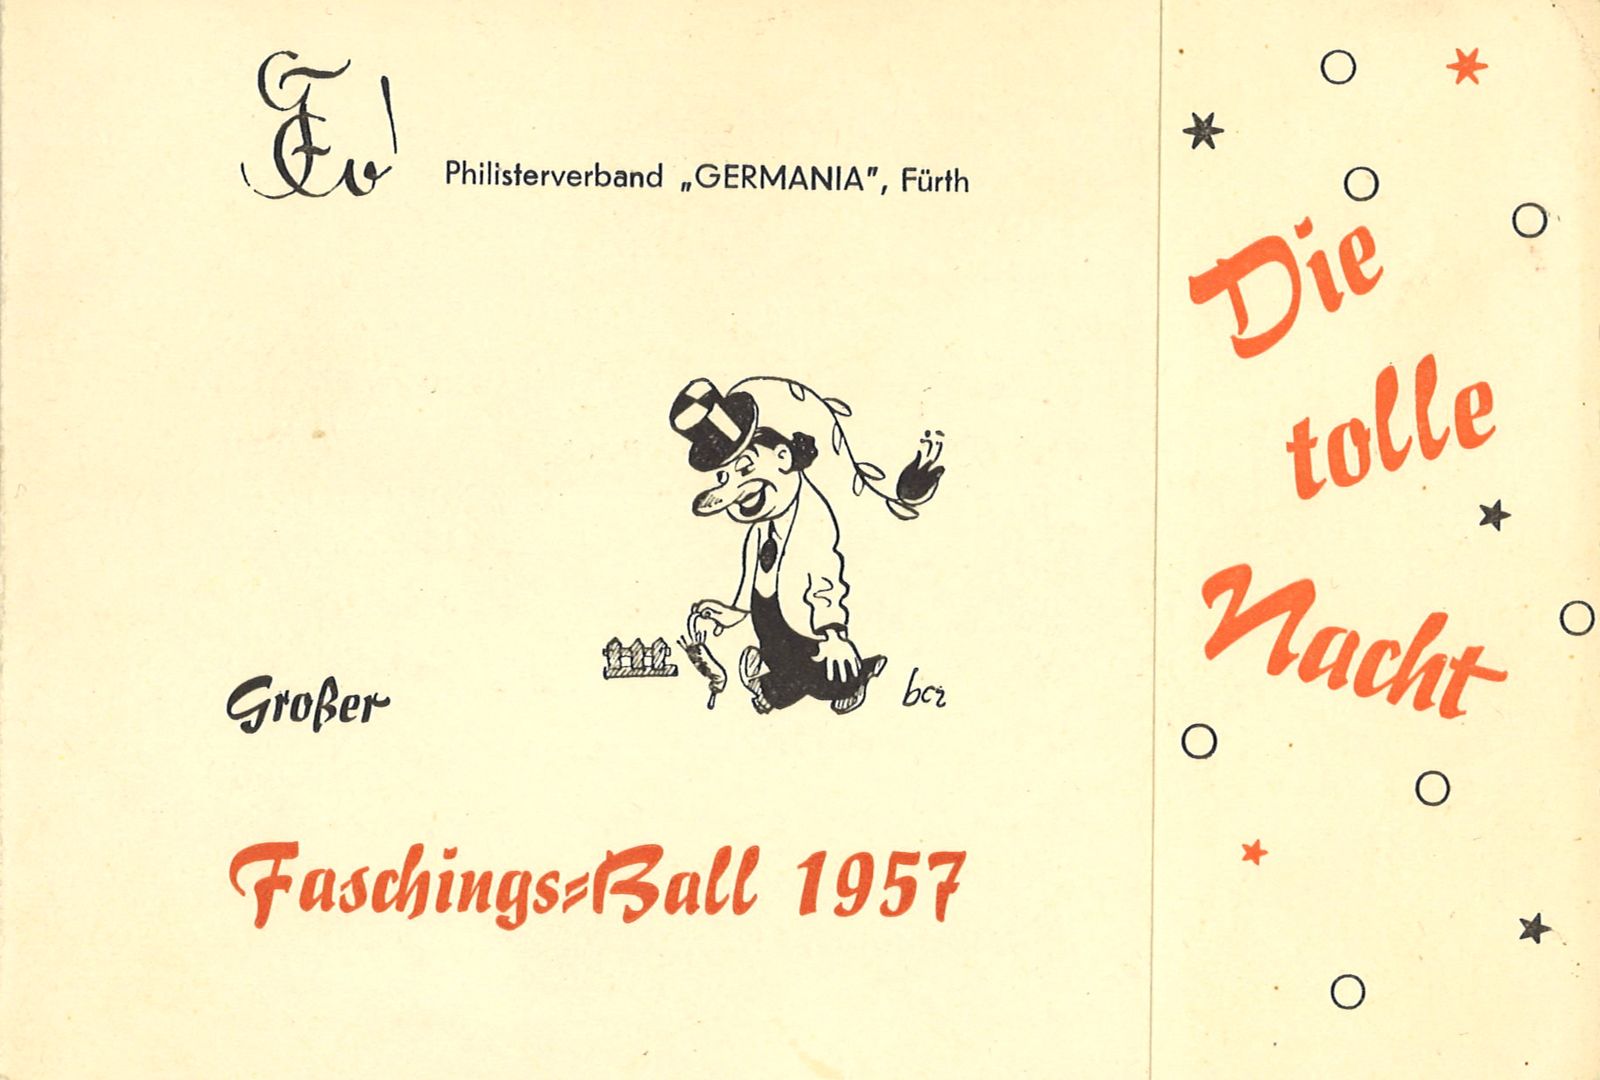 Philisterverband „GERMANIA”, Fürth
Großer
Faschings=Ball 1957
Die
tolle
Nacht